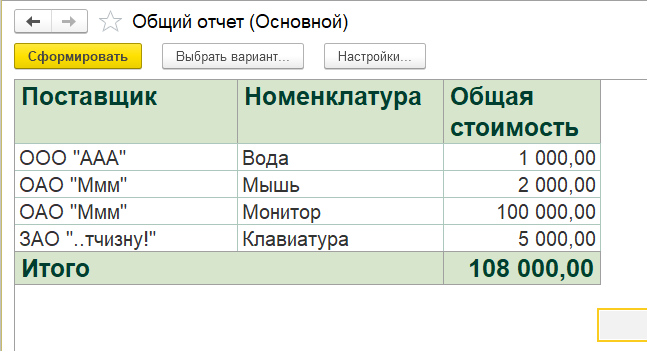 Общий отчет (Основной)
Сформировать Выбрать вариант... Настройки...
Поставщик Номенклатура Общая
стоимость
ООО "ААА" Вода 1 000,00
ОАО "Ммм" Мышь 2 000,00
ОАО "Ммм" Монитор 100 000,00
ЗАО "..тчизну!" Клавиатура 5 000,00
Итого 108 000,00